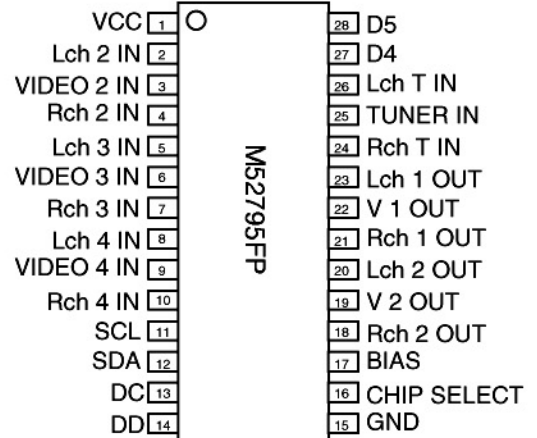 VCC 1 28 D5
Lch 2 IN 2 27 D4
VIDEO 2 IN 3 26 Lch T IN
Rch 2 IN 4 25 TUNER IN
Lch 3 IN 5 24 Rch T IN
VIDEO 3 IN 6 23 Lch 1 OUT
Rch 3 IN 7 22 V 1 OUT
Lch 4 IN 8 21 Rch 1 OUT
VIDEO 4 IN 9 20 Lch 2 OUT
Rch 4 IN 10 19 V 2 OUT
SCL 11 18 Rch 2 OUT
SDA 12 17 BIAS
DC 13 16 CHIP SELECT
DD 14 15 GND
M52795FP